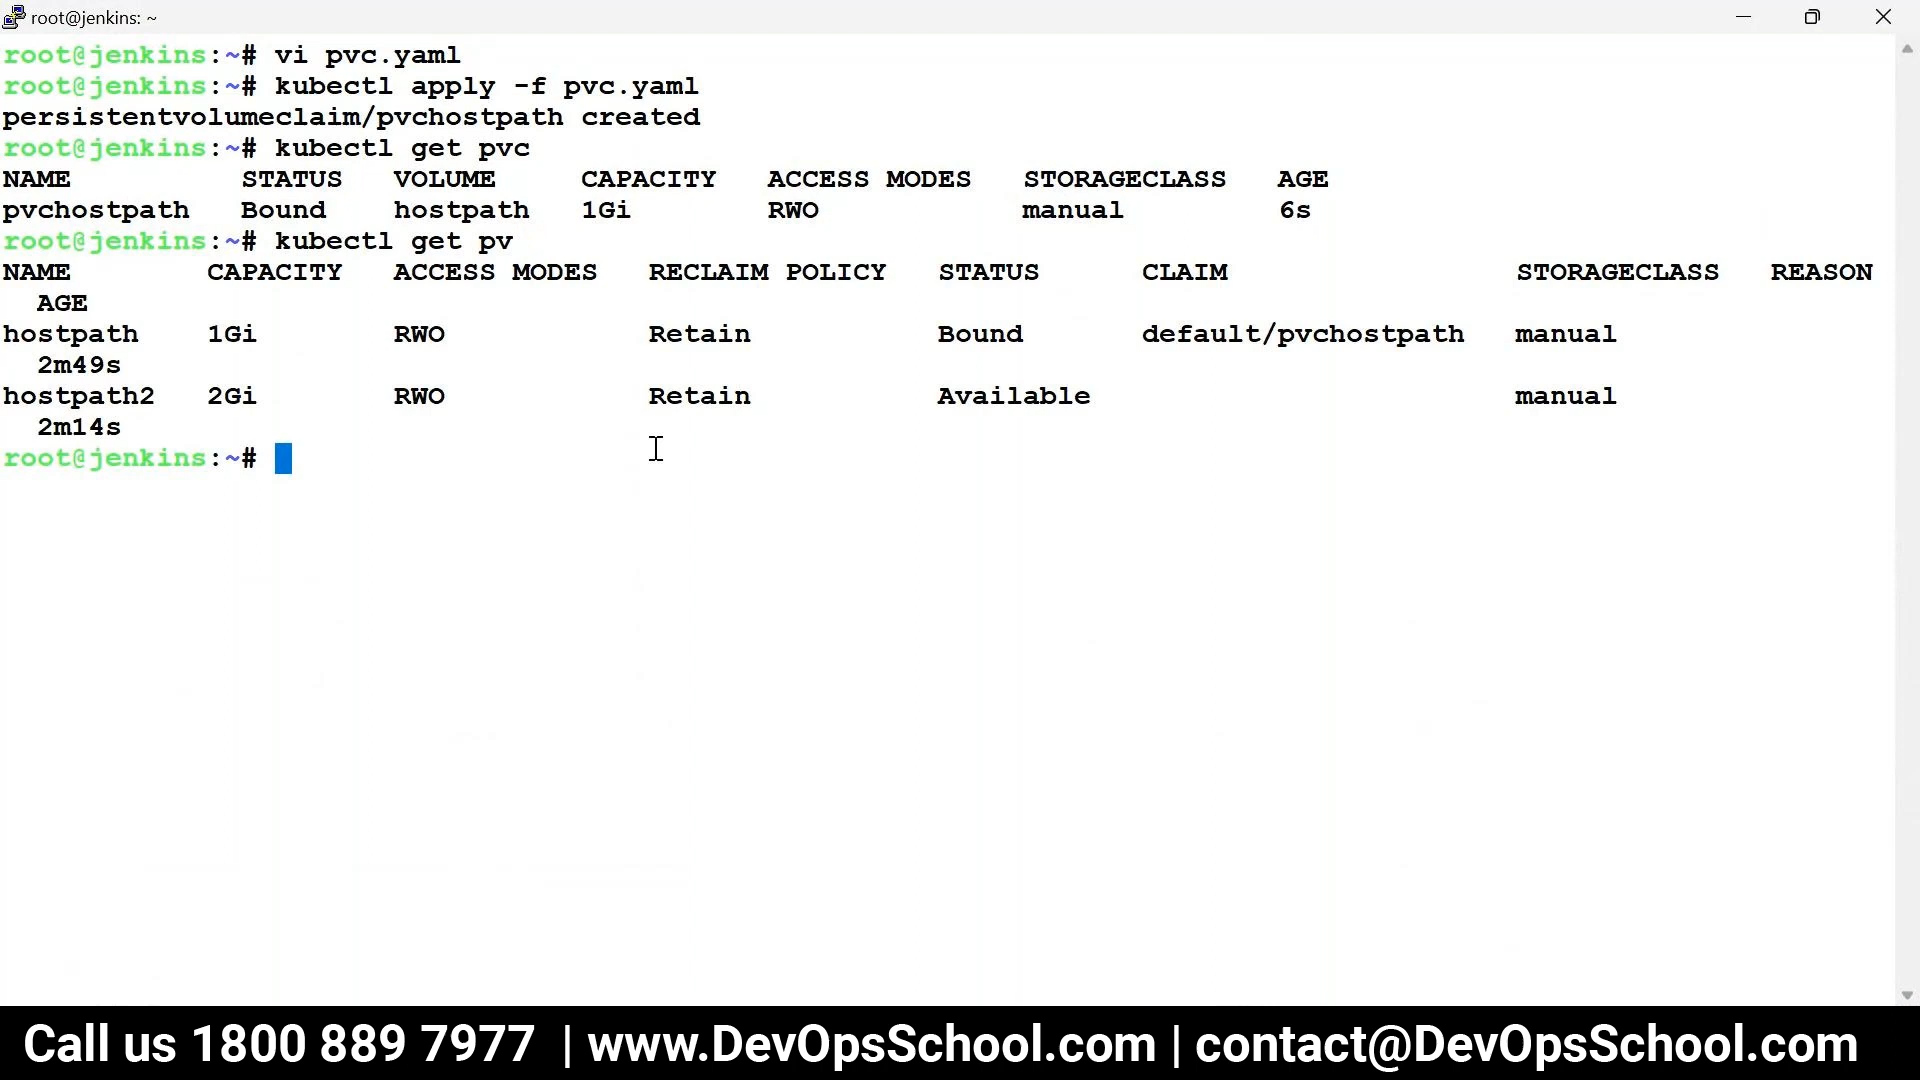 root@jenkins: ~
root@jenkins:~# vi pvc.yaml
root@jenkins:~# kubectl apply -f pvc.yaml
persistentvolumeclaim/pvchostpath created
root@jenkins:~# kubectl get pvc
NAME          STATUS   VOLUME     CAPACITY   ACCESS MODES   STORAGECLASS   AGE
pvchostpath   Bound    hostpath   1Gi        RWO            manual         6s
root@jenkins:~# kubectl get pv
NAME        CAPACITY   ACCESS MODES   RECLAIM POLICY   STATUS      CLAIM                 STORAGECLASS   REASON
  AGE
hostpath    1Gi        RWO            Retain           Bound       default/pvchostpath   manual
  2m49s
hostpath2   2Gi        RWO            Retain           Available                         manual
  2m14s
root@jenkins:~#
Call us 1800 889 7977 | www.DevOpsSchool.com | contact@DevOpsSchool.com